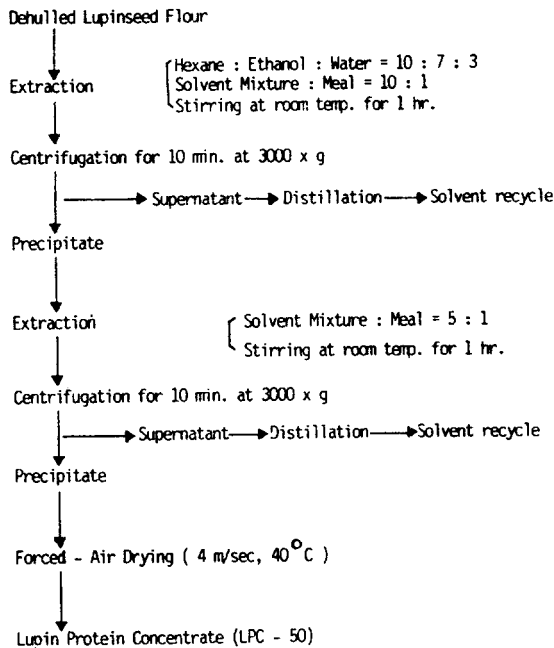 Dehulled Lupinseed Flour
Hexane : Ethanol : Water = 10 : 7 : 3
Extraction
Solvent Mixture : Meal = 10 : 1
Stirring at room temp. for 1 hr.
Centrifugation for 10 min. at 3000 x g
Supernatant Distillation Solvent recycle
Precipitate
Extraction
Solvent Mixture : Meal = 5 : 1
Stirring at room temp. for 1 hr.
Centrifugation for 10 min. at 3000 x g
Supernatant Distillation Solvent recycle
Precipitate
Forced - Air Drying ( 4 m/sec, 40°C )
Lupin Protein Concentrate (LPC - 50)